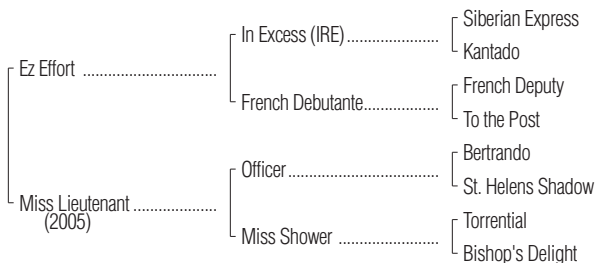 Siberian Express
In Excess (IRE)
Kantado
Ez Effort
French Deputy
French Debutante
To the Post
Bertrando
Officer
St. Helens Shadow
Miss Lieutenant
(2005)
Torrential
Miss Shower
Bishop's Delight